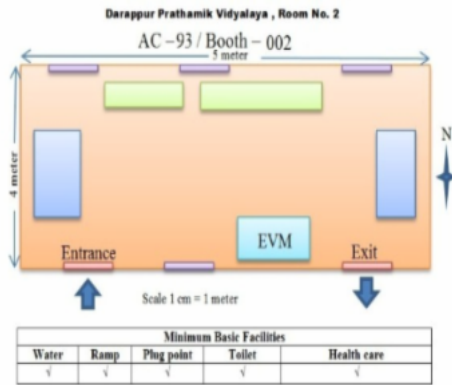 Darappur Prathamik Vidyalaya , Room No. 2
AC – 93 / Booth – 002
5 meter
4 meter
N
EVM
Entrance
Exit
Scale 1 cm = 1 meter
Minimum Basic Facilities
Water Ramp Plug point Toilet Health care
√ √ √ √ √